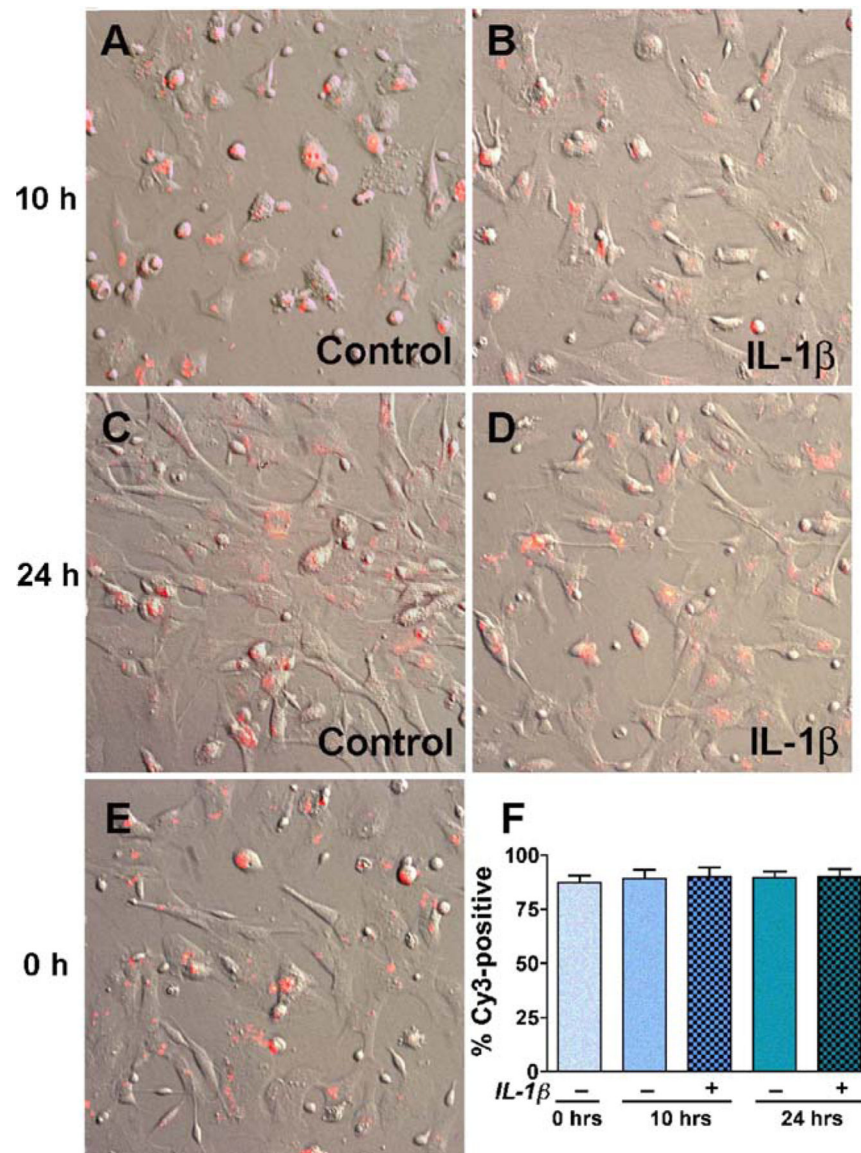 A
B
10 h
Control
IL-1β
C
D
24 h
Control
IL-1β
E
F
0 h
% Cy3-positive
100
75
50
25
0
IL-1β – – + – +
0 hrs 10 hrs 24 hrs